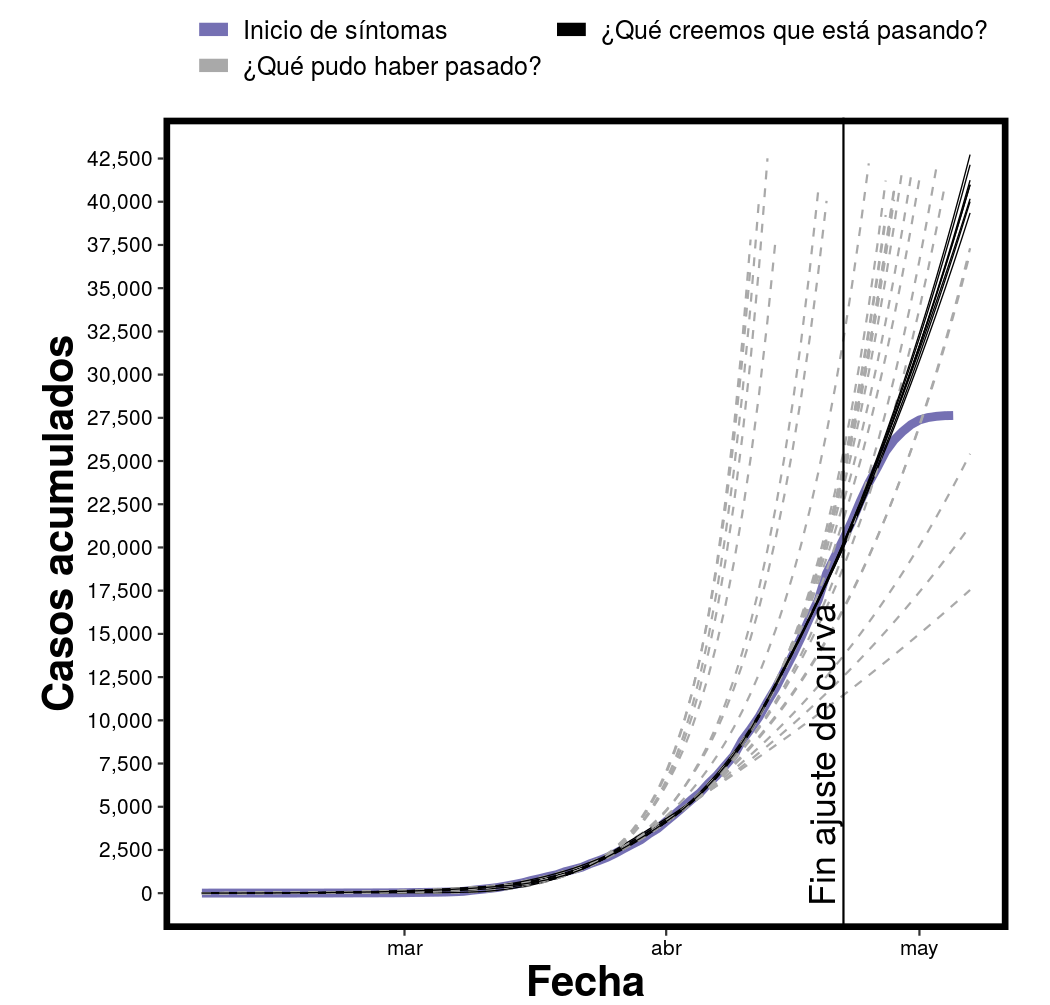 Inicio de síntomas
¿Qué creemos que está pasando?
¿Qué pudo haber pasado?
42,500
40,000
37,500
35,000
32,500
30,000
27,500
25,000
22,500
20,000
17,500
15,000
12,500
10,000
7,500
5,000
2,500
0
Casos acumulados
Fin ajuste de curva
mar
abr
may
Fecha